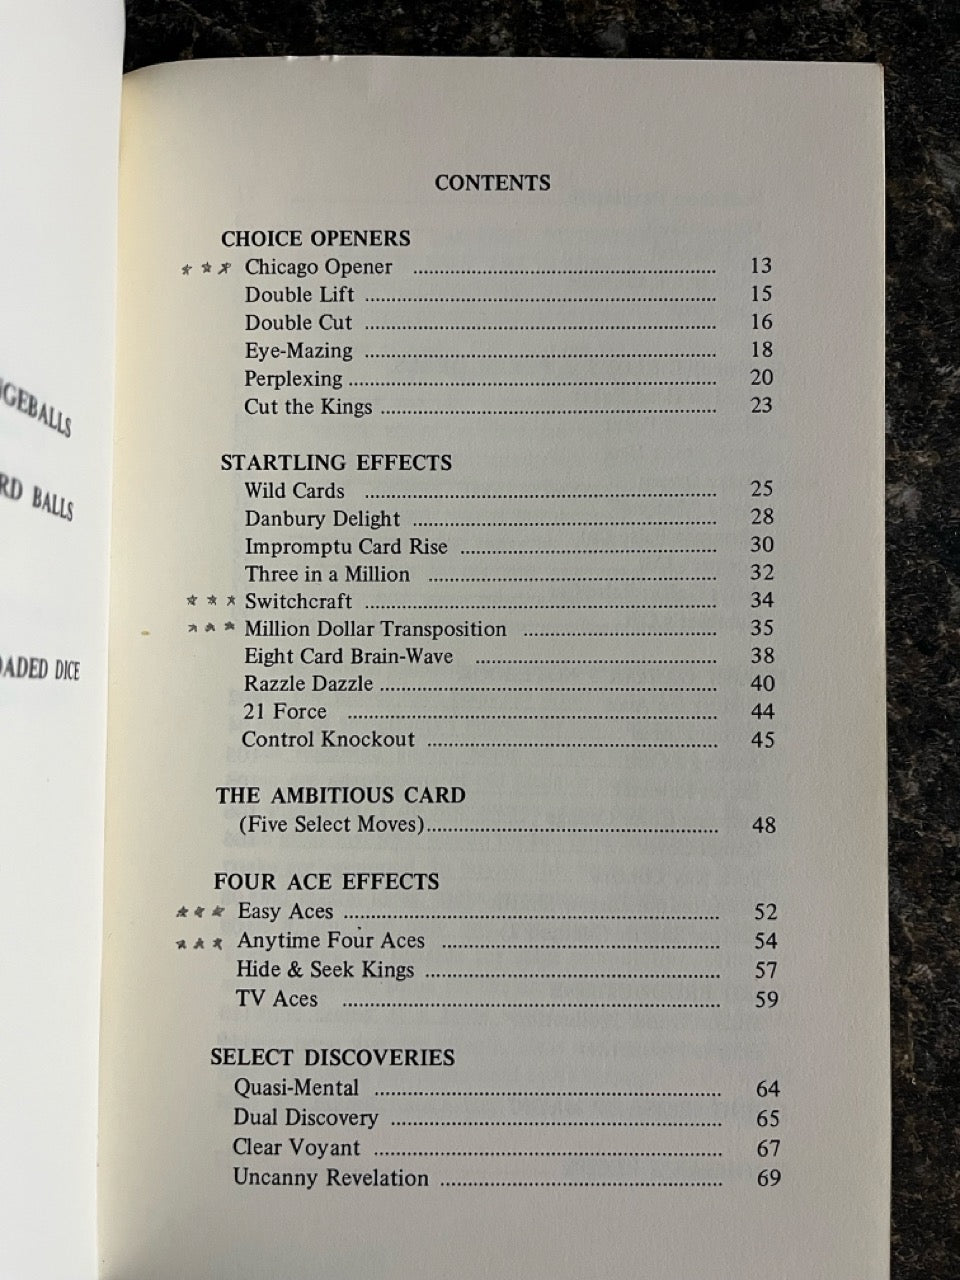 GEBALLS
RD BALLS
ADED DICE
CONTENTS
CHOICE OPENERS
*** Chicago Opener ........ 13
Double Lift ........ 15
Double Cut ........ 16
Eye-Mazing ........ 18
Perplexing ........ 20
Cut the Kings ........ 23
STARTLING EFFECTS
Wild Cards ........ 25
Danbury Delight ........ 28
Impromptu Card Rise ........ 30
Three in a Million ........ 32
*** Switchcraft ........ 34
*** Million Dollar Transposition ........ 35
Eight Card Brain-Wave ........ 38
Razzle Dazzle ........ 40
21 Force ........ 44
Control Knockout ........ 45
THE AMBITIOUS CARD
(Five Select Moves) ........ 48
FOUR ACE EFFECTS
*** Easy Aces ........ 52
*** Anytime Four Aces ........ 54
Hide & Seek Kings ........ 57
TV Aces ........ 59
SELECT DISCOVERIES
Quasi-Mental ........ 64
Dual Discovery ........ 65
Clear Voyant ........ 67
Uncanny Revelation ........ 69